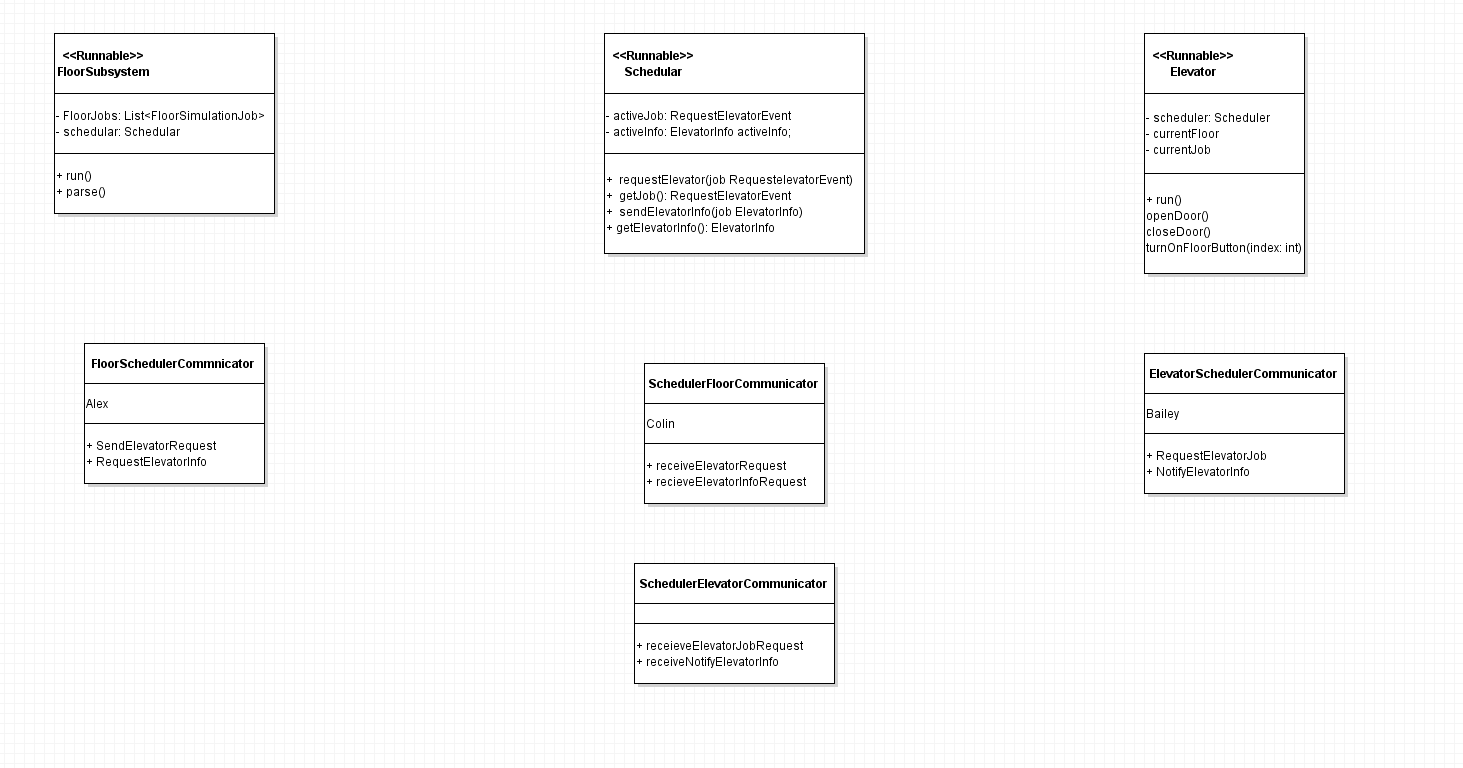 <<Runnable>>
FloorSubsystem
- FloorJobs: List<FloorSimulationJob>
- schedular: Schedular
+ run()
+ parse()
<<Runnable>>
Schedular
- activeJob: RequestElevatorEvent
- activeInfo: ElevatorInfo activeInfo;
+ requestElevator(job RequestelevatorEvent)
+ getJob(): RequestElevatorEvent
+ sendElevatorInfo(job ElevatorInfo)
+ getElevatorInfo(): ElevatorInfo
<<Runnable>>
Elevator
- scheduler: Scheduler
- currentFloor
- currentJob
+ run()
openDoor()
closeDoor()
turnOnFloorButton(index: int)
FloorSchedulerCommnicator
Alex
+ SendElevatorRequest
+ RequestElevatorInfo
SchedulerFloorCommunicator
Colin
+ receiveElevatorRequest
+ recieveElevatorInfoRequest
ElevatorSchedulerCommunicator
Bailey
+ RequestElevatorJob
+ NotifyElevatorInfo
SchedulerElevatorCommunicator
+ receieveElevatorJobRequest
+ receiveNotifyElevatorInfo